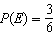 P(E) = 3/6